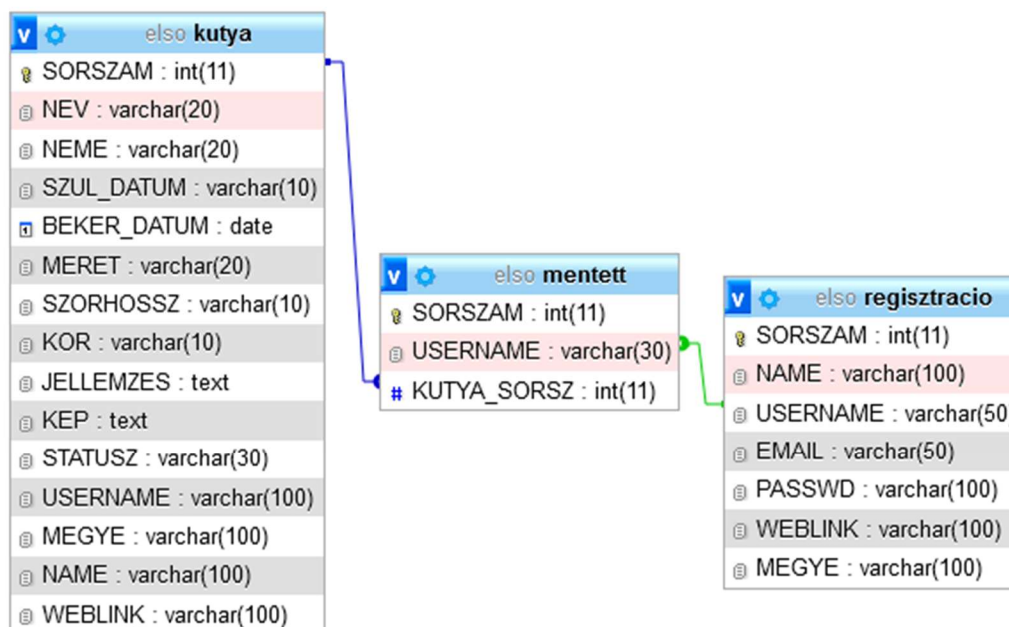 elso kutya
SORSZAM : int(11)
NEV : varchar(20)
NEME : varchar(20)
SZUL_DATUM : varchar(10)
BEKER_DATUM : date
MERET : varchar(20)
SZORHOSSZ : varchar(10)
KOR : varchar(10)
JELLEMZES : text
KEP : text
STATUSZ : varchar(30)
USERNAME : varchar(100)
MEGYE : varchar(100)
NAME : varchar(100)
WEBLINK : varchar(100)
v elso mentett
SORSZAM : int(11)
USERNAME : varchar(30)
# KUTYA_SORSZ : int(11)
v elso regisztracio
SORSZAM : int(11)
NAME : varchar(100)
USERNAME : varchar(50)
EMAIL : varchar(50)
PASSWD : varchar(100)
WEBLINK : varchar(100)
MEGYE : varchar(100)